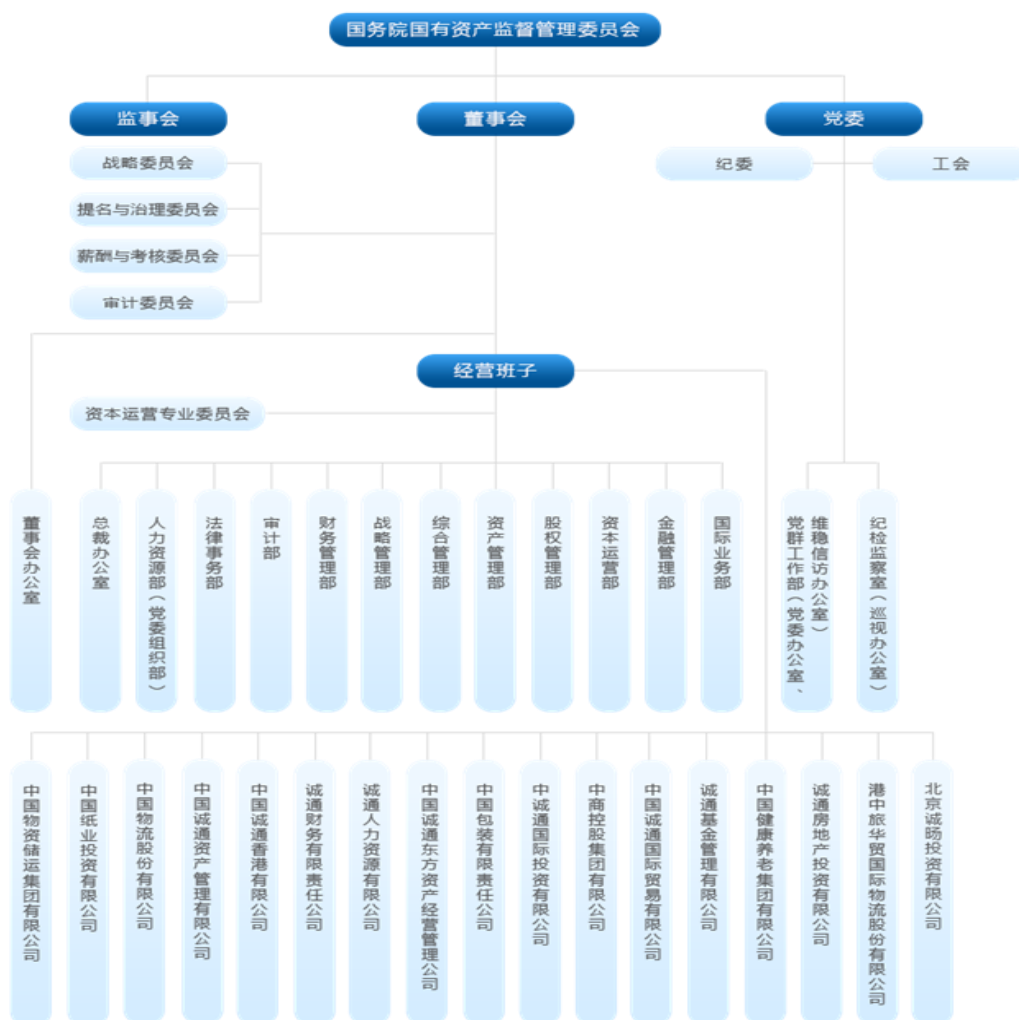 国务院国有资产监督管理委员会
监事会
董事会
党委
战略委员会
纪委
工会
提名与治理委员会
薪酬与考核委员会
审计委员会
经营班子
资本运营专业委员会
董事会办公室
总裁办公室
人力资源部（党委组织部）
法律事务部
审计部
财务管理部
战略管理部
综合管理部
资产管理部
股权管理部
资本运营部
金融管理部
国际业务部
党群工作部（党委办公室、
维稳信访办公室）
纪检监察室（巡视办公室）
中国物资储运集团有限公司
中国纸业投资有限公司
中国物流股份有限公司
中国诚通资产管理有限公司
中国诚通香港有限公司
诚通财务有限责任公司
诚通人力资源有限公司
中国诚通东方资产经营管理公司
中国包装有限责任公司
中诚通国际投资有限公司
中商控股集团有限公司
中国诚通国际贸易有限公司
诚通基金管理有限公司
中国健康养老集团有限公司
诚通房地产投资有限公司
港中旅华贸国际物流股份有限公司
北京诚旸投资有限公司